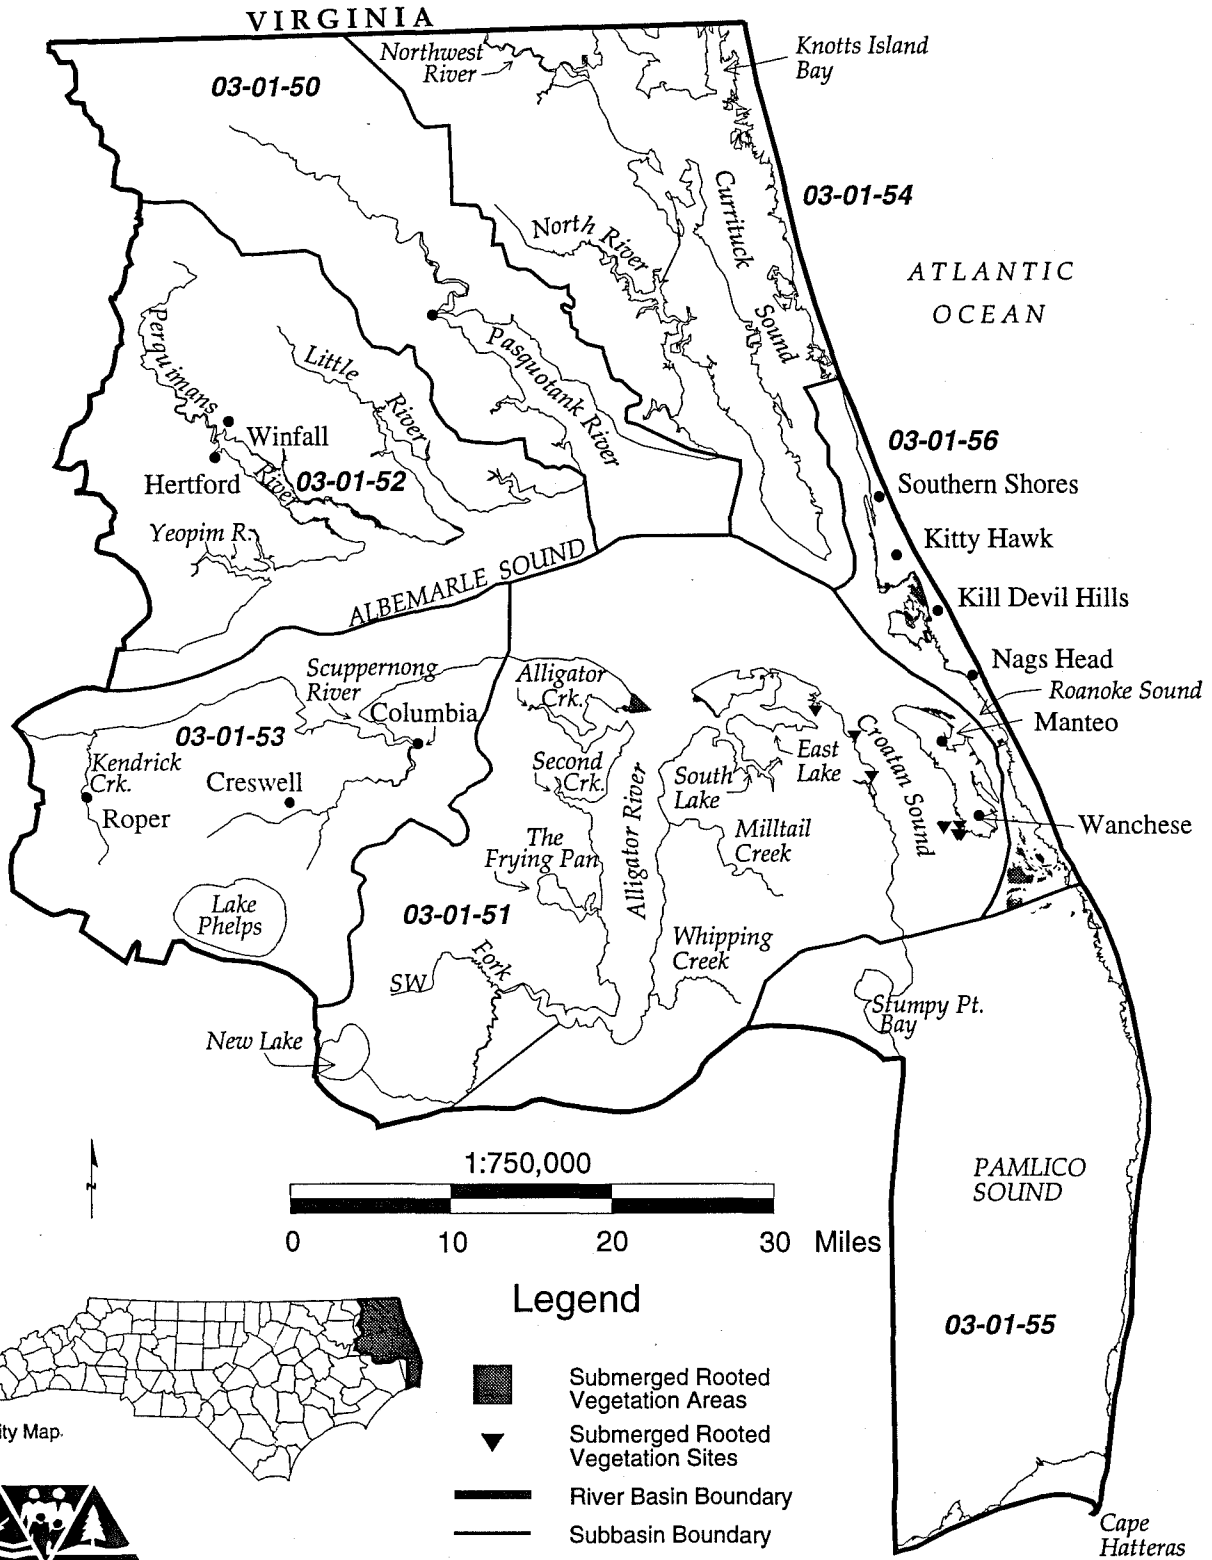 VIRGINIA
Northwest
River
Knotts Island
Bay
03-01-50
03-01-54
Currituck
Sound
North River
ATLANTIC
OCEAN
Perquimans
River
Little
River
Pasquotank River
Winfall
Hertford
03-01-52
03-01-56
Southern Shores
Yeopim R.
Kitty Hawk
ALBEMARLE SOUND
Kill Devil Hills
Scuppernong
River
Alligator
Crk.
Nags Head
Roanoke Sound
Columbia
Manteo
03-01-53
Kendrick
Crk.
Creswell
Second
Crk.
South
Lake
East
Lake
Croatan Sound
Roper
Alligator River
Milltail
Creek
Wanchese
The
Frying Pan
Lake
Phelps
03-01-51
Whipping
Creek
SW
Fork
Stumpy Pt.
Bay
New Lake
N
1:750,000
0 10 20 30 Miles
PAMLICO
SOUND
Legend
03-01-55
Submerged Rooted
Vegetation Areas
Submerged Rooted
Vegetation Sites
River Basin Boundary
Subbasin Boundary
ity Map
Cape
Hatteras